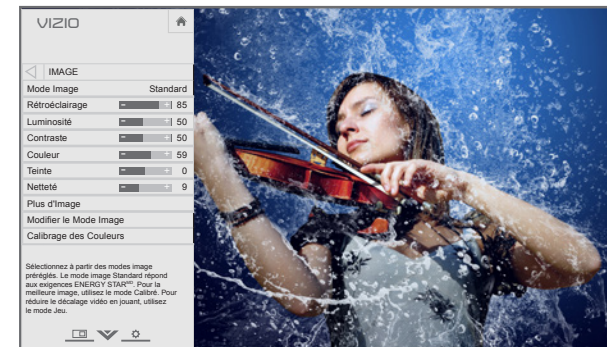 VIZIO
IMAGE
Mode Image Standard
Rétroéclairage 85
Luminosité 50
Contraste 50
Couleur 59
Teinte 0
Netteté 9
Plus d'Image
Modifier le Mode Image
Calibrage des Couleurs
Sélectionnez à partir des modes image
préréglés. Le mode image Standard répond
aux exigences ENERGY STARᴹᴰ. Pour la
meilleure image, utilisez le mode Calibré. Pour
réduire le décalage vidéo en jouant, utilisez
le mode Jeu.